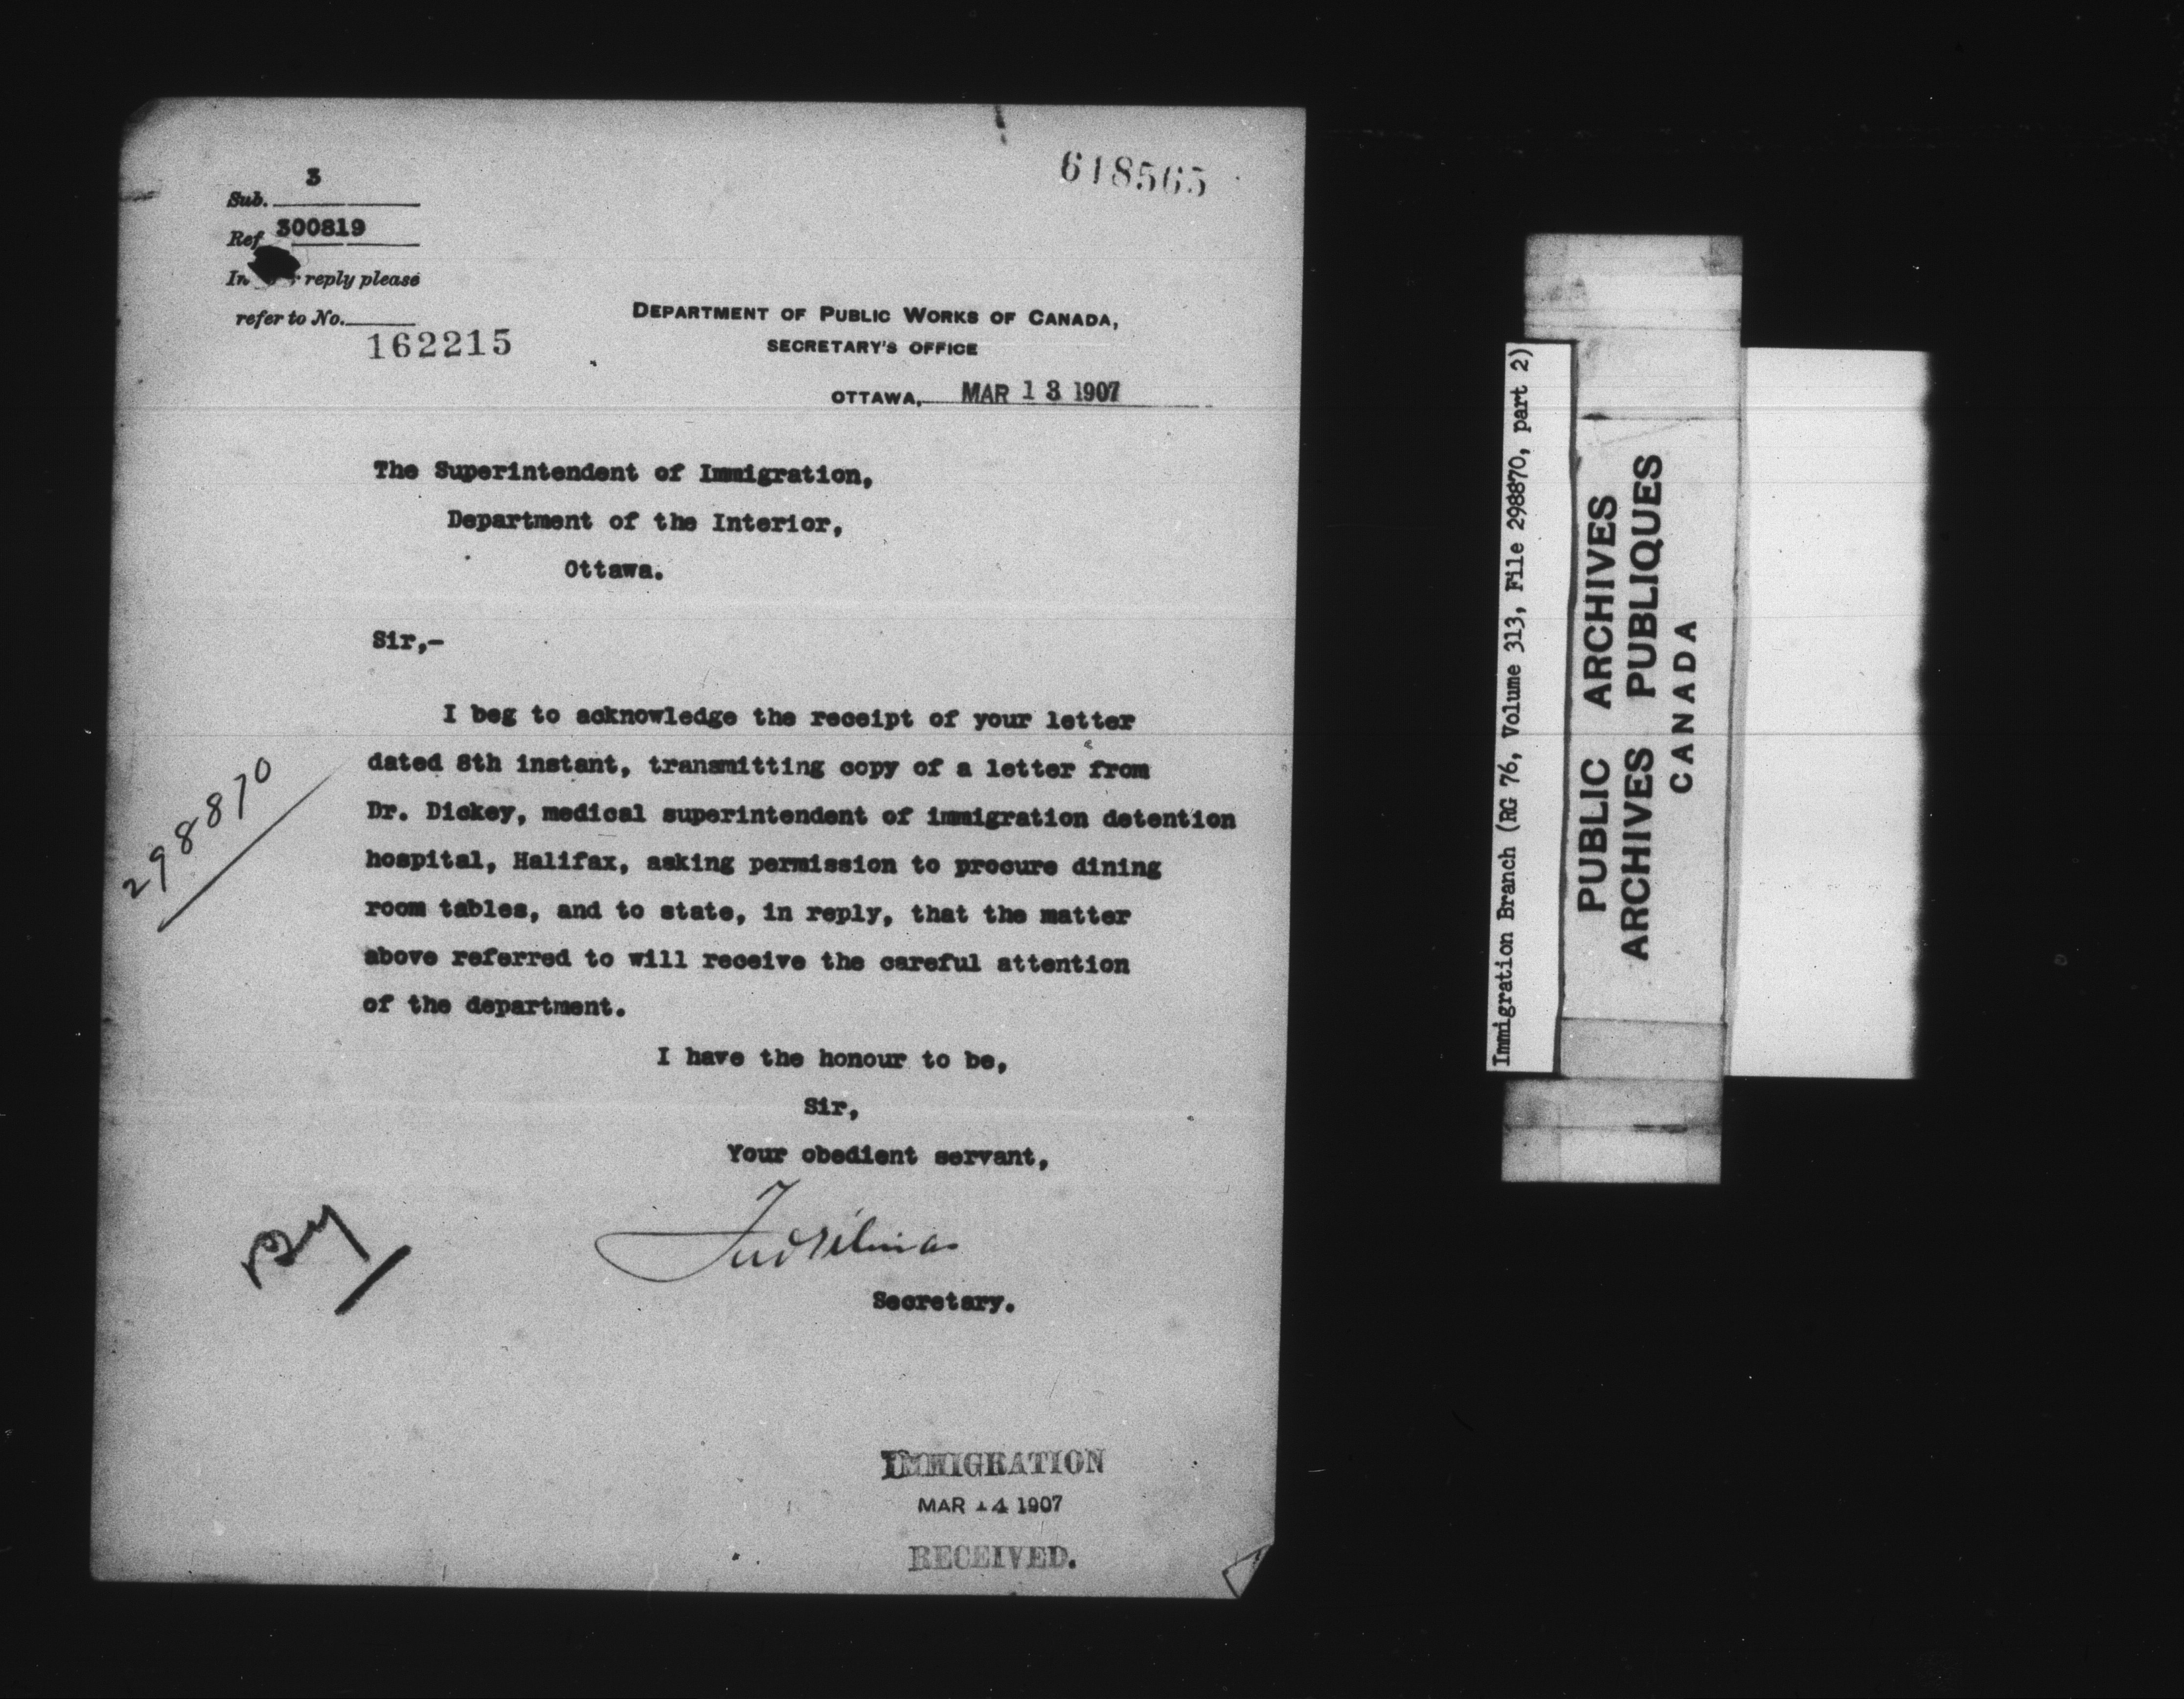 618565
Sub. 3
Ref. 300819
In reply please
refer to No.
162215
DEPARTMENT OF PUBLIC WORKS OF CANADA,
SECRETARY'S OFFICE
OTTAWA, MAR 13 1907
The Superintendent of Immigration,
Department of the Interior,
Ottawa.
Sir,-
I beg to acknowledge the receipt of your letter
dated 8th instant, transmitting copy of a letter from
Dr. Dickey, medical superintendent of immigration detention
hospital, Halifax, asking permission to procure dining
room tables, and to state, in reply, that the matter
above referred to will receive the careful attention
of the department.
298870
I have the honour to be,
Sir,
Your obedient servant,
Secretary.
IMMIGRATION
MAR 14 1907
RECEIVED.
Immigration Branch (RG 76, Volume 313, File 298870, part 2)
PUBLIC ARCHIVES
ARCHIVES PUBLIQUES
CANADA